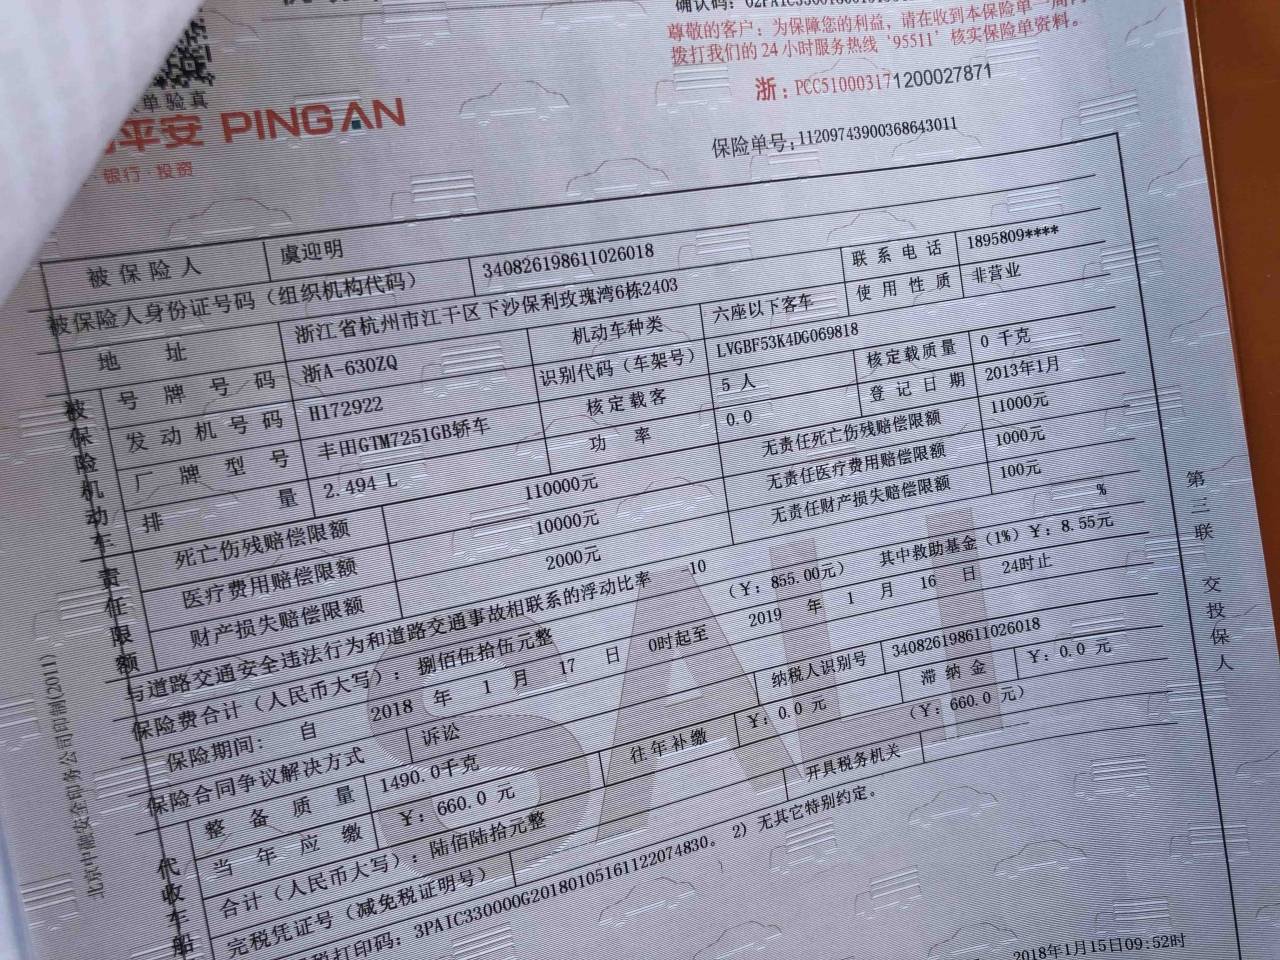 尊敬的客户：为保障您的利益，请在收到本保险单一周内
拨打我们的24小时服务热线‘95511’核实保险单资料。
单验真
平安 PING AN
银行·投资
浙：PCC510003171200027871
保险单号：11209743900368643011
被保险人 虞迎明
被保险人身份证号码（组织机构代码） 340826198611026018 联系电话 1895809****
地址 浙江省杭州市江干区下沙保利玫瑰湾6栋2403 使用性质 非营业
被保险机动车
号牌号码 浙A-630ZQ 机动车种类 六座以下客车
发动机号码 H172922 识别代码（车架号） LVGBF53K4DG069818
厂牌型号 丰田GTM7251GB轿车 核定载客 5 人 核定载质量 0 千克
排量 2.494 L 功率 0.0 登记日期 2013年1月
责任限额
死亡伤残赔偿限额 110000元 无责任死亡伤残赔偿限额 11000元
医疗费用赔偿限额 10000元 无责任医疗费用赔偿限额 1000元
财产损失赔偿限额 2000元 无责任财产损失赔偿限额 100元
与道路交通安全违法行为和道路交通事故相联系的浮动比率 -10 %
保险费合计（人民币大写）：捌佰伍拾伍元整 （￥：855.00元） 其中救助基金（1%）￥：8.55元
保险期间：自 2018 年 1 月 17 日 0时起至 2019 年 1 月 16 日 24时止
保险合同争议解决方式 诉讼
代收车船
整备质量 1490.0千克 纳税人识别号 340826198611026018
当年应缴 ￥：660.0 元 往年补缴 ￥：0.0 元 滞纳金 ￥：0.0 元
合计（人民币大写）：陆佰陆拾元整 （￥：660.0 元）
完税凭证号（减免税证明号） 开具税务机关
打印码：3PAIC330000G20180105161122074830。 2) 无其它特别约定。
2018年1月15日09:52时
第三联 交投保人
北京中融安全印务公司印制(2011)
SALI